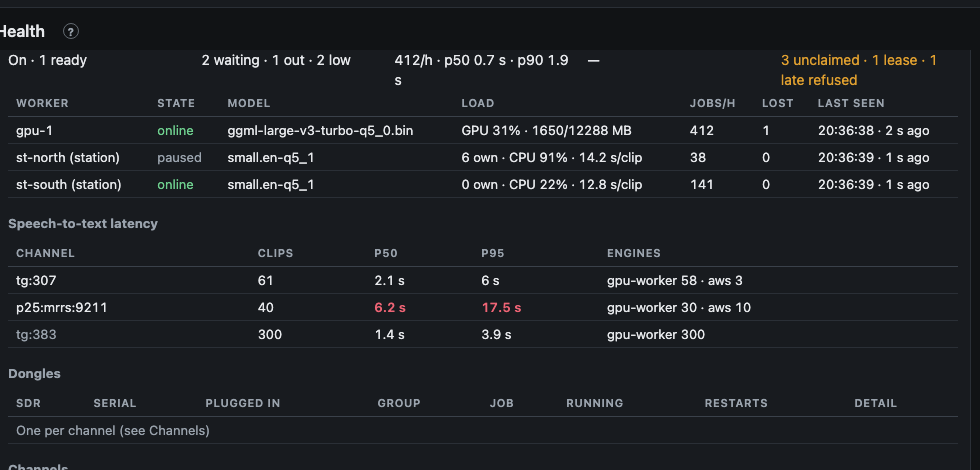 Health ?
On · 1 ready 2 waiting · 1 out · 2 low 412/h · p50 0.7 s · p90 1.9 s — 3 unclaimed · 1 lease · 1 late refused
WORKER STATE MODEL LOAD JOBS/H LOST LAST SEEN
gpu-1 online ggml-large-v3-turbo-q5_0.bin GPU 31% · 1650/12288 MB 412 1 20:36:38 · 2 s ago
st-north (station) paused small.en-q5_1 6 own · CPU 91% · 14.2 s/clip 38 0 20:36:39 · 1 s ago
st-south (station) online small.en-q5_1 0 own · CPU 22% · 12.8 s/clip 141 0 20:36:39 · 1 s ago
Speech-to-text latency
CHANNEL CLIPS P50 P95 ENGINES
tg:307 61 2.1 s 6 s gpu-worker 58 · aws 3
p25:mrrs:9211 40 6.2 s 17.5 s gpu-worker 30 · aws 10
tg:383 300 1.4 s 3.9 s gpu-worker 300
Dongles
SDR SERIAL PLUGGED IN GROUP JOB RUNNING RESTARTS DETAIL
One per channel (see Channels)
Channels